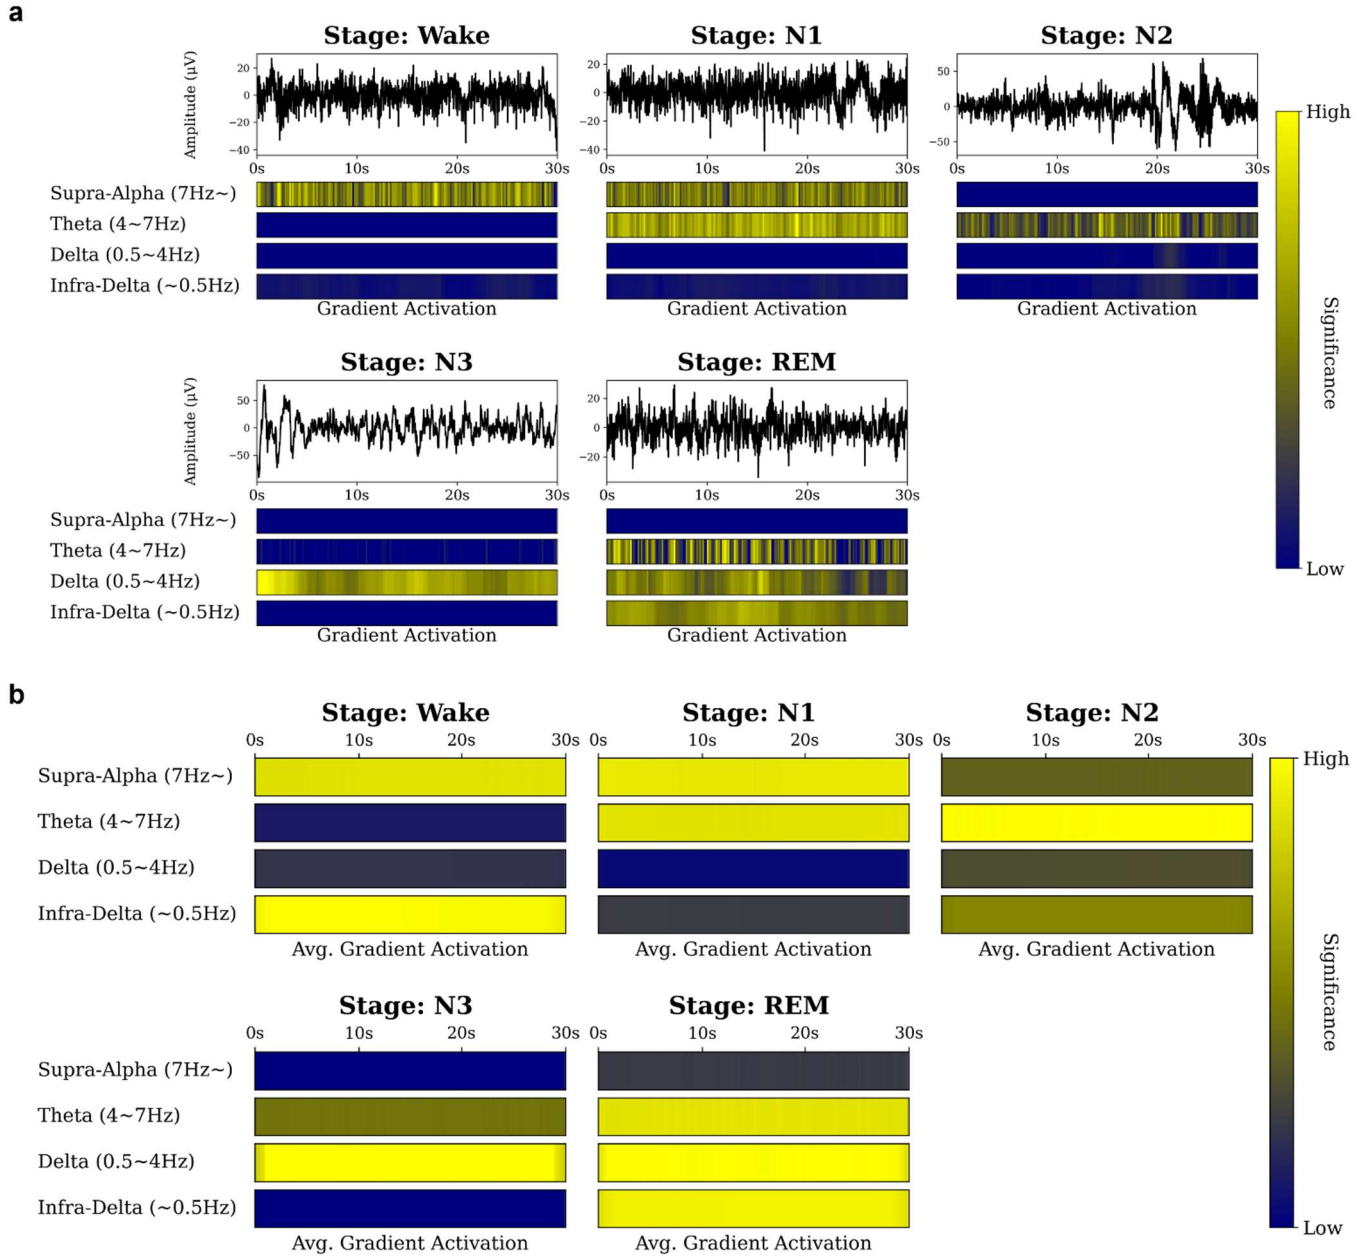 a
Stage: Wake
Stage: N1
Stage: N2
Amplitude (μV)
20
0
−20
−40
20
0
−20
−40
50
0
−50
0s 10s 20s 30s
0s 10s 20s 30s
0s 10s 20s 30s
Supra-Alpha (7Hz~)
Theta (4~7Hz)
Delta (0.5~4Hz)
Infra-Delta (~0.5Hz)
Gradient Activation
Gradient Activation
Gradient Activation
High
Significance
Low
Stage: N3
Stage: REM
Amplitude (μV)
50
0
−50
20
0
−20
0s 10s 20s 30s
0s 10s 20s 30s
Supra-Alpha (7Hz~)
Theta (4~7Hz)
Delta (0.5~4Hz)
Infra-Delta (~0.5Hz)
Gradient Activation
Gradient Activation
b
Stage: Wake
Stage: N1
Stage: N2
0s 10s 20s 30s
0s 10s 20s 30s
0s 10s 20s 30s
Supra-Alpha (7Hz~)
Theta (4~7Hz)
Delta (0.5~4Hz)
Infra-Delta (~0.5Hz)
Avg. Gradient Activation
Avg. Gradient Activation
Avg. Gradient Activation
High
Significance
Low
Stage: N3
Stage: REM
0s 10s 20s 30s
0s 10s 20s 30s
Supra-Alpha (7Hz~)
Theta (4~7Hz)
Delta (0.5~4Hz)
Infra-Delta (~0.5Hz)
Avg. Gradient Activation
Avg. Gradient Activation